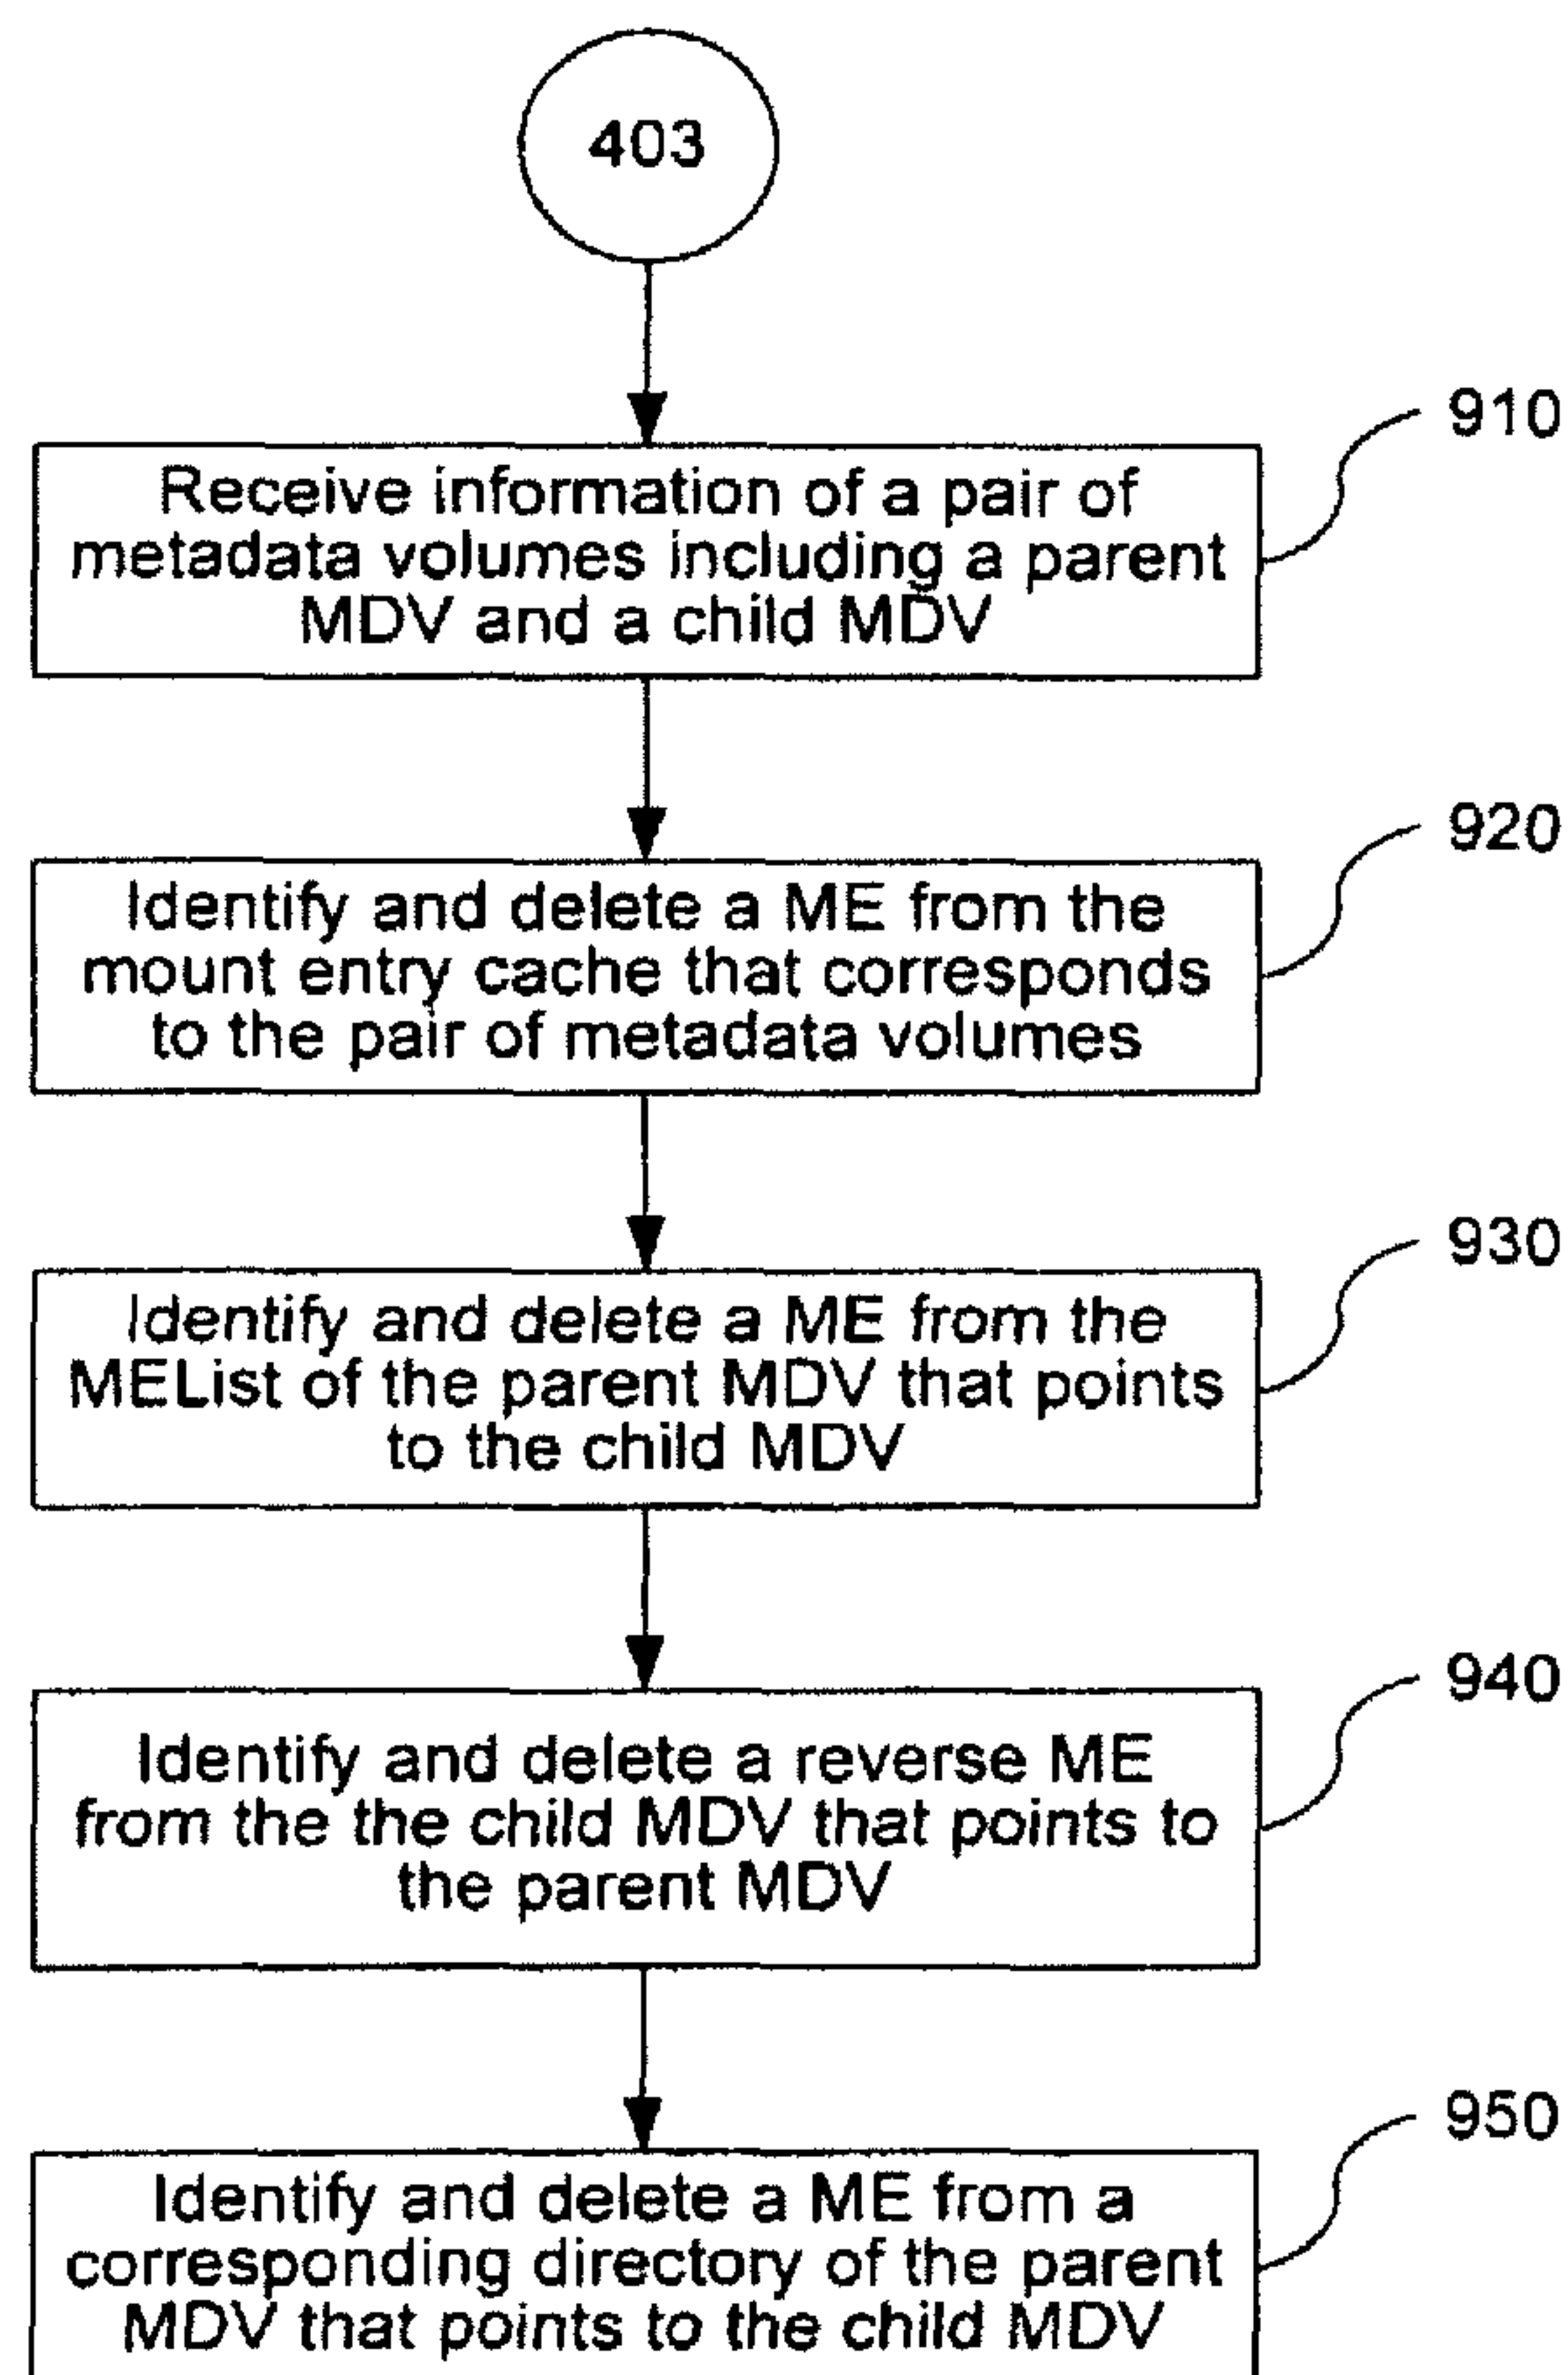 403
910
Receive information of a pair of
metadata volumes including a parent
MDV and a child MDV
920
Identify and delete a ME from the
mount entry cache that corresponds
to the pair of metadata volumes
930
Identify and delete a ME from the
MEList of the parent MDV that points
to the child MDV
940
Identify and delete a reverse ME
from the the child MDV that points to
the parent MDV
950
Identify and delete a ME from a
corresponding directory of the parent
MDV that points to the child MDV